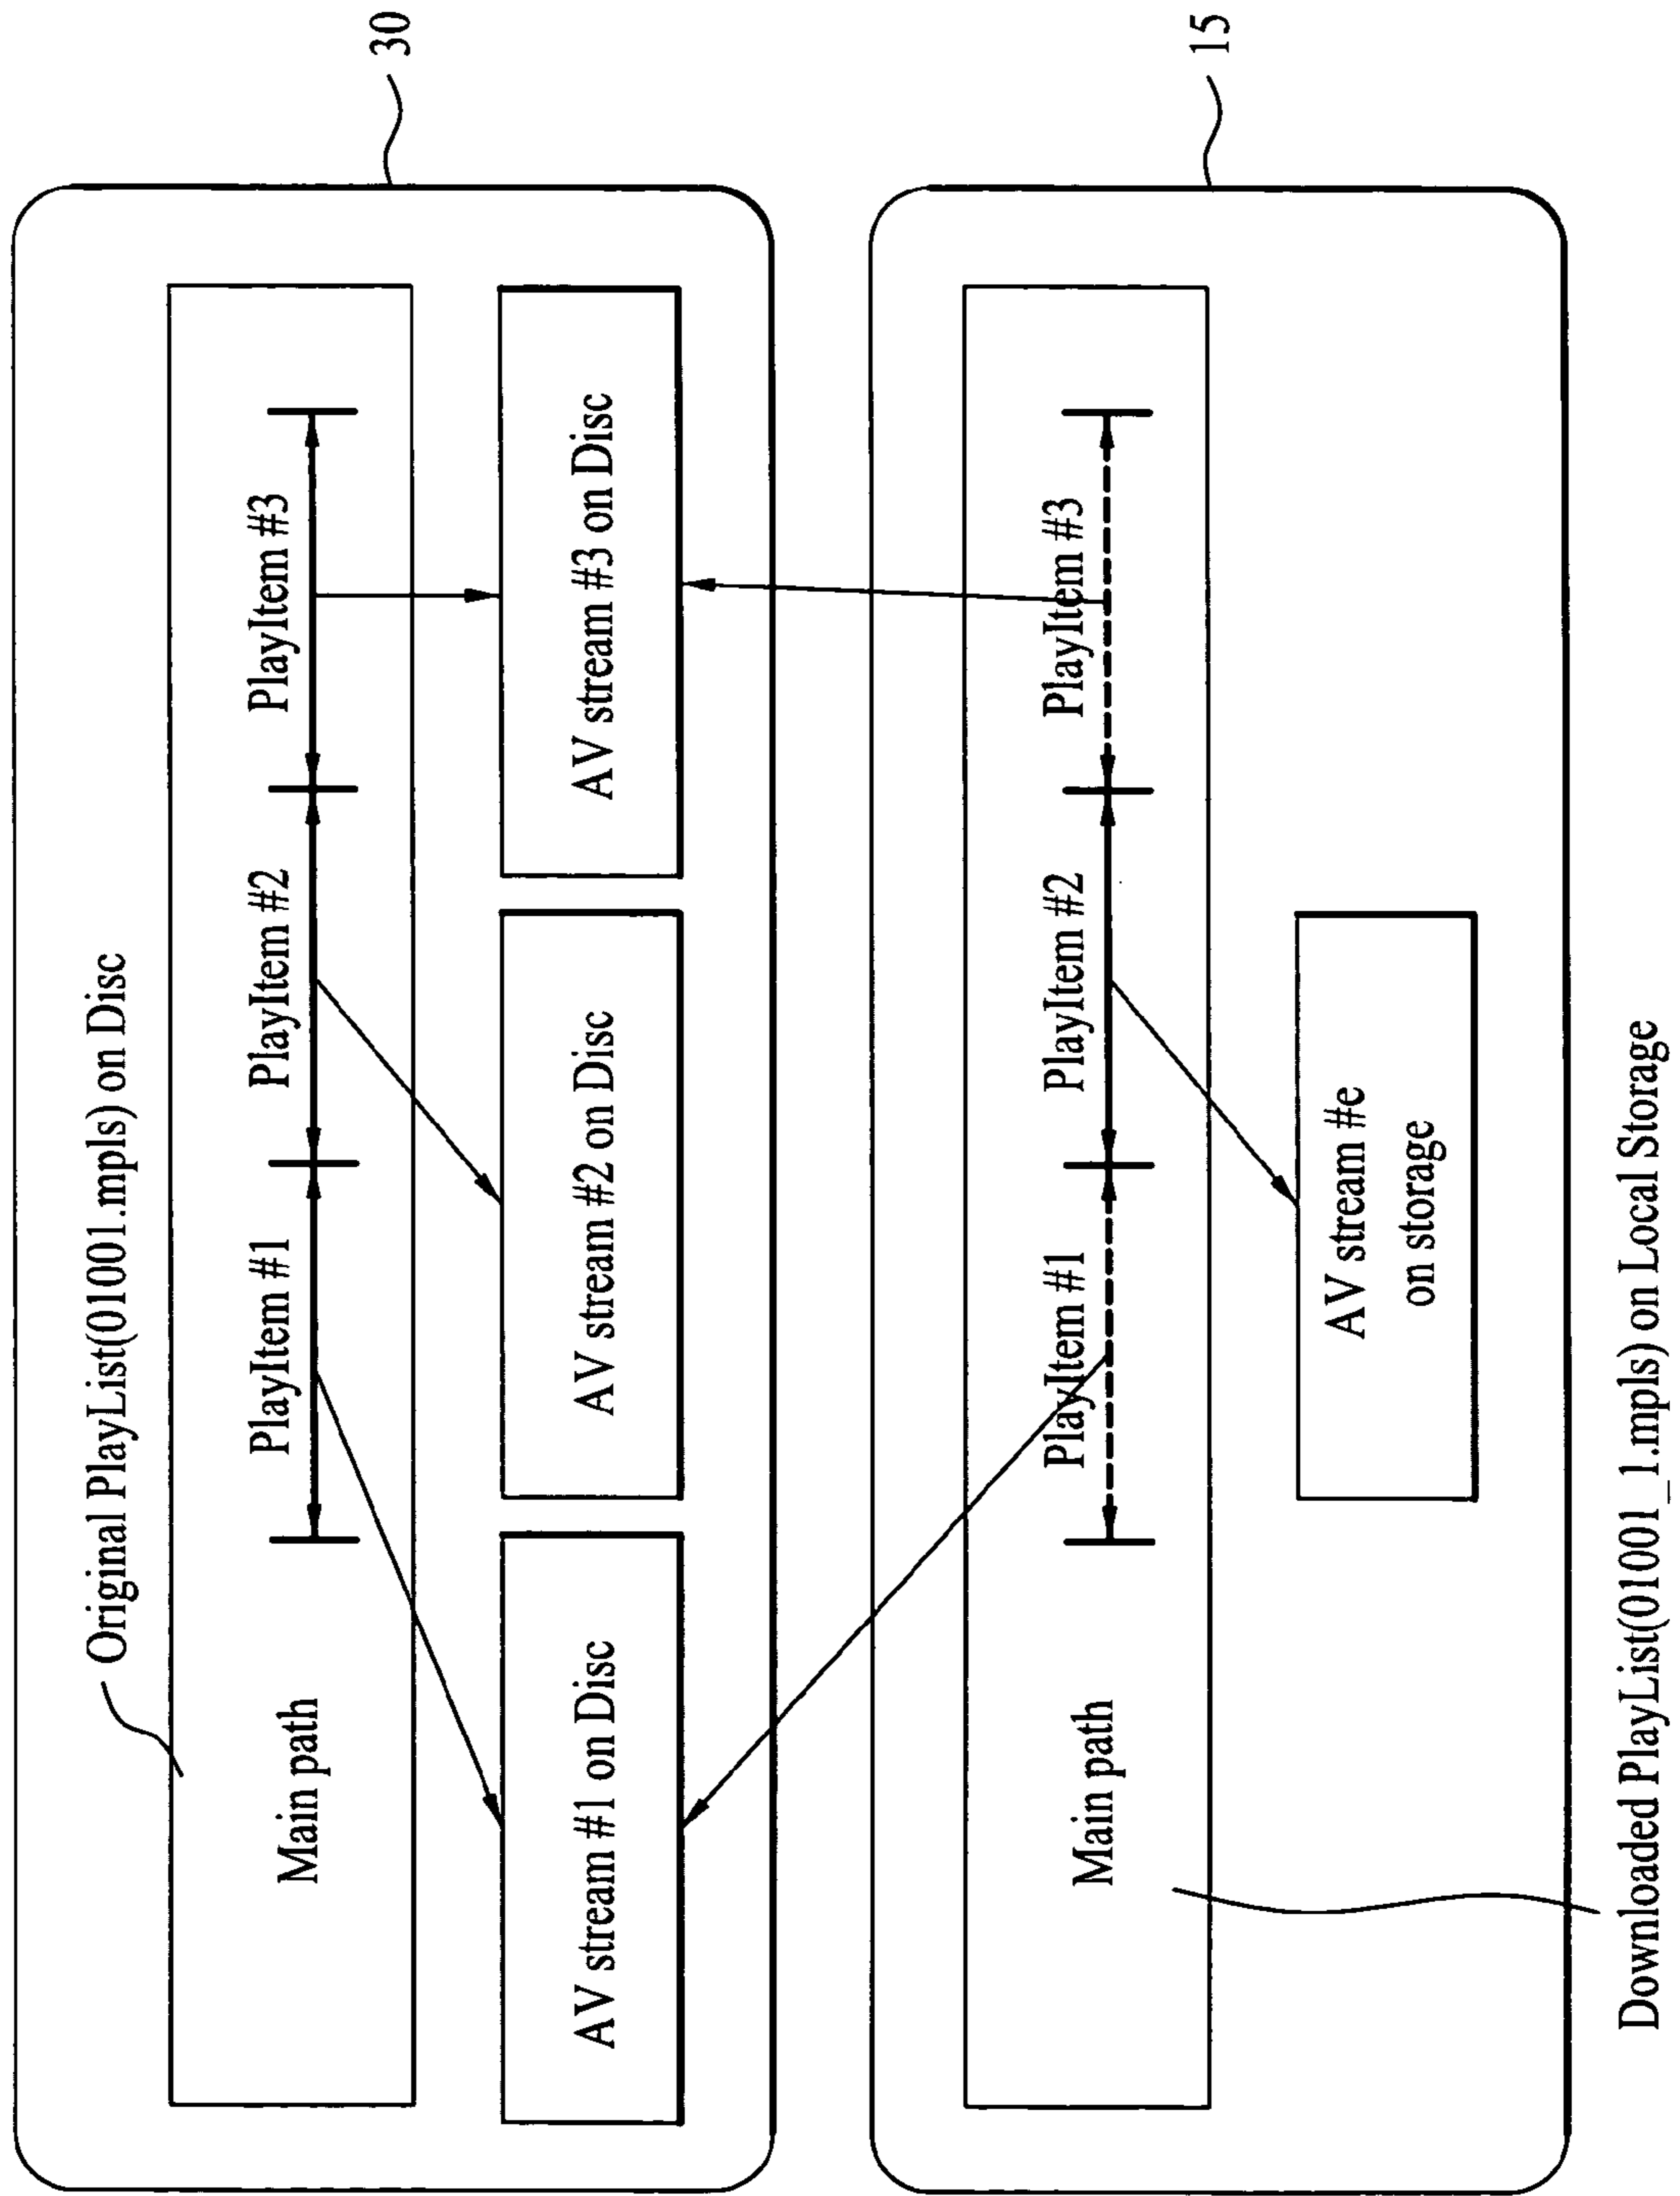 Original PlayList(01001.mpls) on Disc
30
Main path
PlayItem #1
PlayItem #2
PlayItem #3
AV stream #1 on Disc
AV stream #2 on Disc
AV stream #3 on Disc
15
Main path
PlayItem #1
PlayItem #2
PlayItem #3
AV stream #e
on storage
Downloaded PlayList(01001_1.mpls) on Local Storage